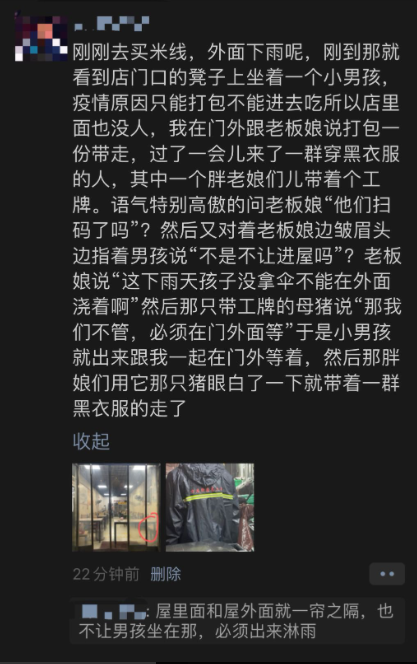 刚刚去买米线，外面下雨呢，刚到那就
看到店门口的凳子上坐着一个小男孩，
疫情原因只能打包不能进去吃所以店里
面也没人，我在门外跟老板娘说打包一
份带走，过了一会儿来了一群穿黑衣服
的人，其中一个胖老娘们儿带着个工
牌。语气特别高傲的问老板娘“他们扫
码了吗”？然后又对着老板娘边皱眉头
边指着男孩说“不是不让进屋吗”？老板
娘说“这下雨天孩子没拿伞不能在外面
浇着啊”然后那只带工牌的母猪说“那我
们不管，必须在门外面等”于是小男孩
就出来跟我一起在门外等着，然后那胖
娘们用它那只猪眼白了一下就带着一群
黑衣服的走了
收起
22分钟前 删除
: 屋里面和屋外面就一帘之隔，也
不让男孩坐在那，必须出来淋雨